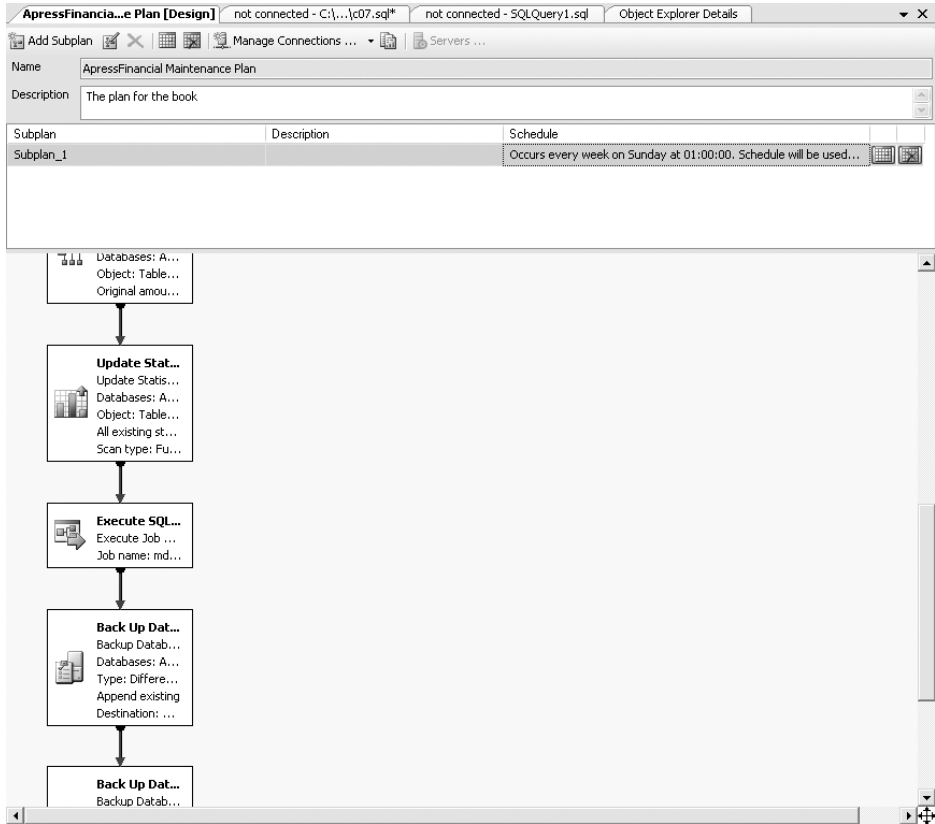 ApressFinancia...e Plan [Design] not connected - C:\...\c07.sql* not connected - SQLQuery1.sql Object Explorer Details
Add Subplan Manage Connections ... Servers ...
Name ApressFinancial Maintenance Plan
Description The plan for the book
Subplan Description Schedule
Subplan_1 Occurs every week on Sunday at 01:00:00. Schedule will be used...
Databases: A...
Object: Table...
Original amou...
Update Stat...
Update Statis...
Databases: A...
Object: Table...
All existing st...
Scan type: Fu...
Execute SQL...
Execute Job ...
Job name: md...
Back Up Dat...
Backup Datab...
Databases: A...
Type: Differe...
Append existing
Destination: ...
Back Up Dat...
Backup Datab...